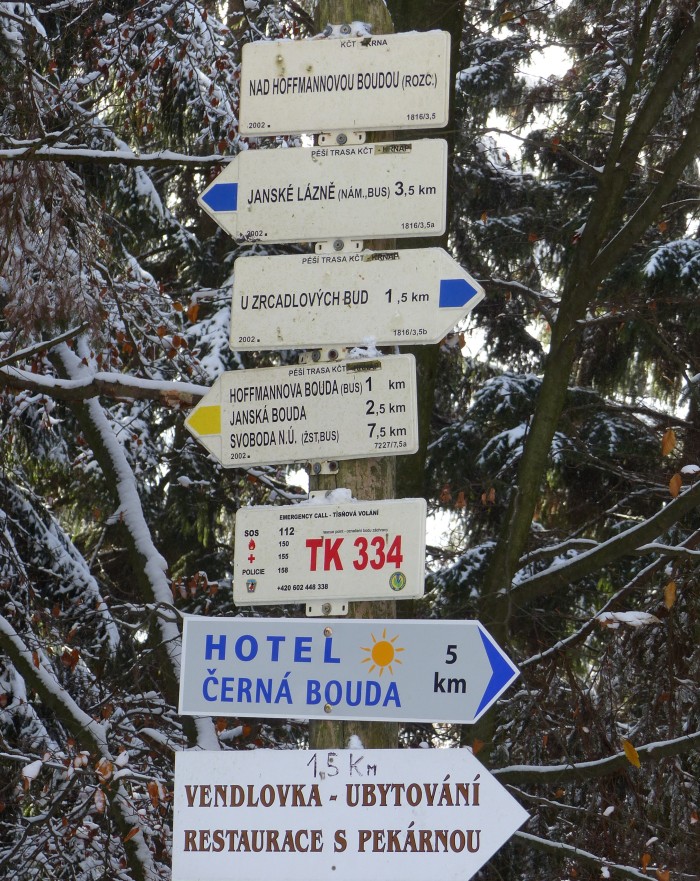 KČT
NAD HOFFMANNOVOU BOUDOU (ROZC.)
2002 1816/3,5
PĚŠÍ TRASA KČT
JANSKÉ LÁZNĚ (NÁM.,BUS) 3,5 km
2002 1816/3,5a
PĚŠÍ TRASA KČT
U ZRCADLOVÝCH BUD 1,5 km
2002 1816/3,5b
PĚŠÍ TRASA KČT
HOFFMANNOVA BOUDA (BUS) 1 km
JANSKÁ BOUDA 2,5 km
SVOBODA N.Ú. (ŽST,BUS) 7,5 km
2002 7227/7,5a
EMERGENCY CALL - TÍSŇOVÁ VOLÁNÍ
SOS 112
150
155
POLICIE 158
TK 334
+420 602 448 338
HOTEL 5
ČERNÁ BOUDA km
1,5 Km
VENDLOVKA - UBYTOVÁNÍ
RESTAURACE S PEKÁRNOU